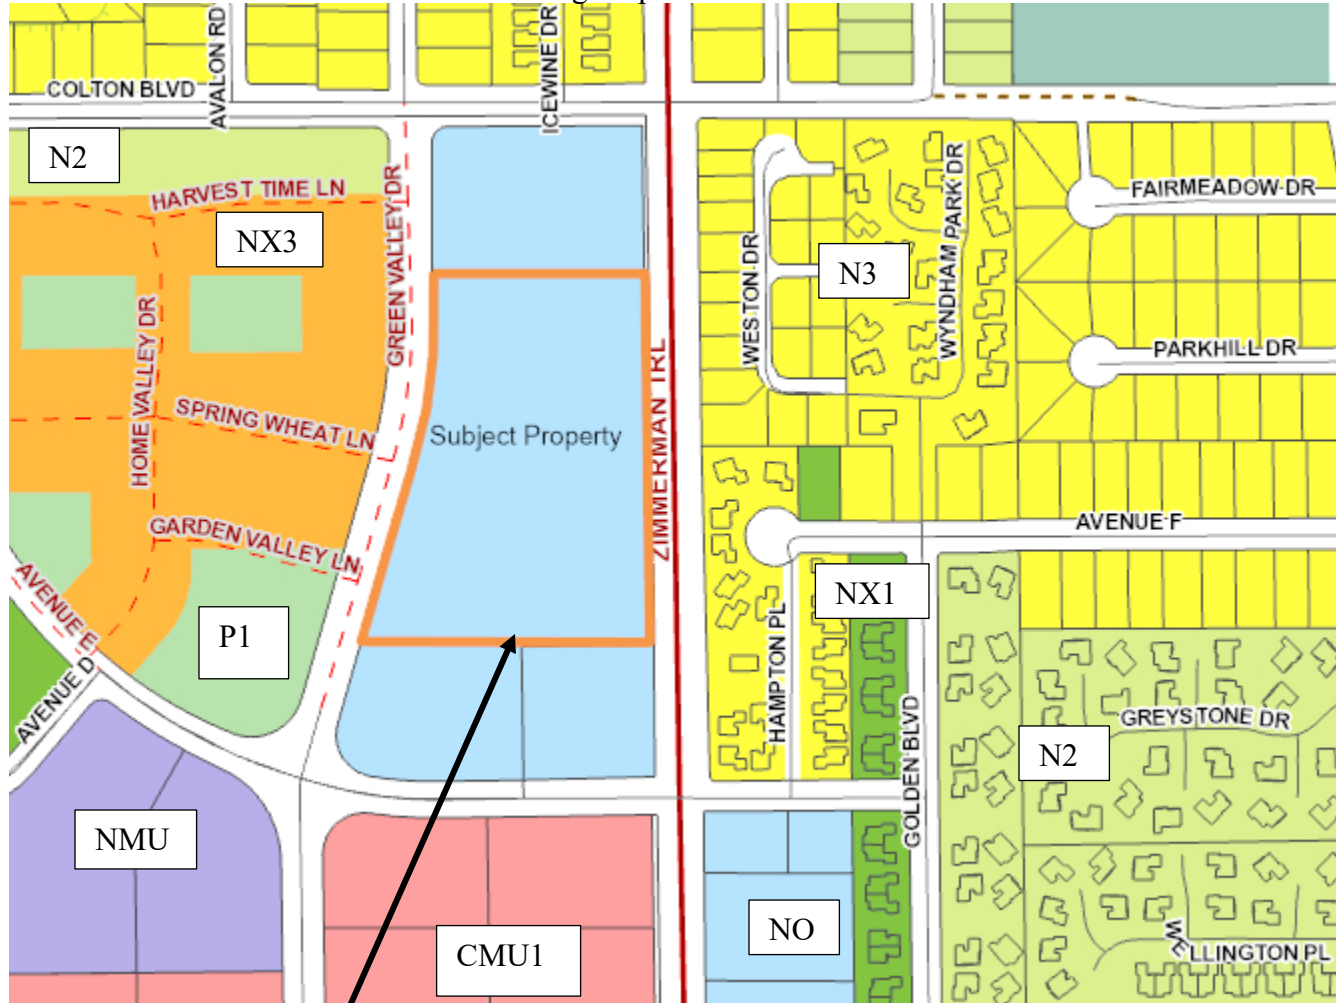 AVALON RD
ICEWINE DR
COLTON BLVD
N2
HARVEST TIME LN
GREEN VALLEY DR
NX3
HOME VALLEY DR
SPRING WHEAT LN
GARDEN VALLEY LN
AVENUE E
AVENUE D
P1
Subject Property
ZIMMERMAN TRL
WESTON DR
N3
WYNDHAM PARK DR
FAIRMEADOW DR
PARKHILL DR
AVENUE F
NX1
HAMPTON PL
GOLDEN BLVD
GREYSTONE DR
N2
NMU
CMU1
NO
WELLINGTON PL